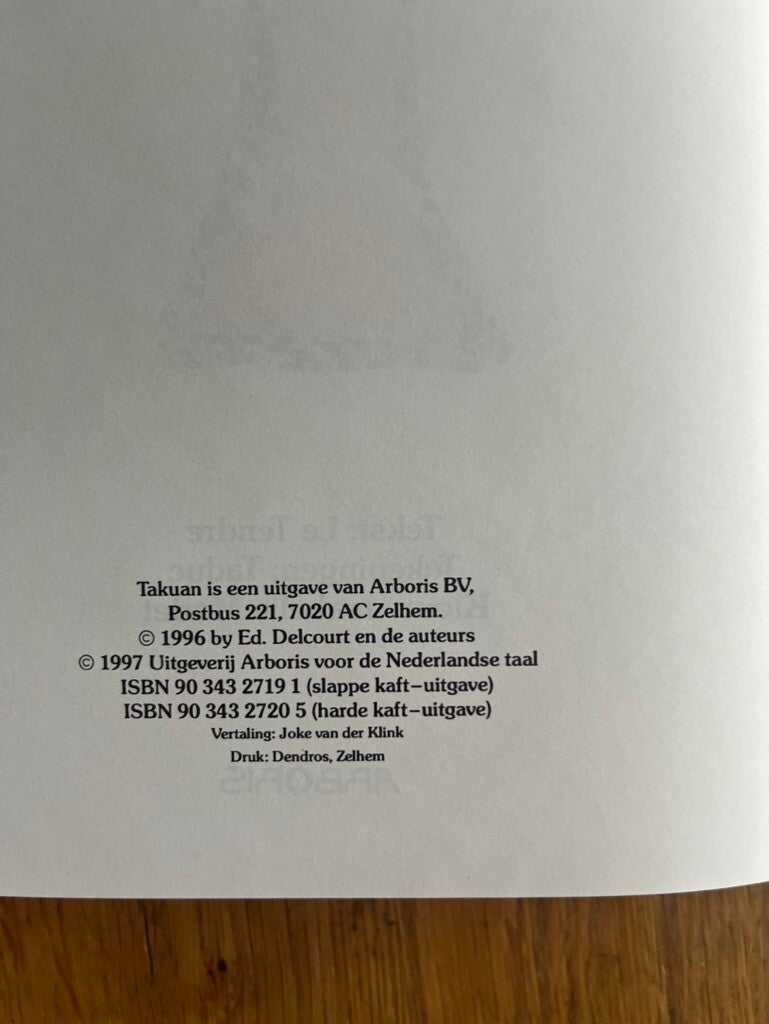 Takuan is een uitgave van Arboris BV,
Postbus 221, 7020 AC Zelhem.
© 1996 by Ed. Delcourt en de auteurs
© 1997 Uitgeverij Arboris voor de Nederlandse taal
ISBN 90 343 2719 1 (slappe kaft–uitgave)
ISBN 90 343 2720 5 (harde kaft–uitgave)
Vertaling: Joke van der Klink
Druk: Dendros, Zelhem